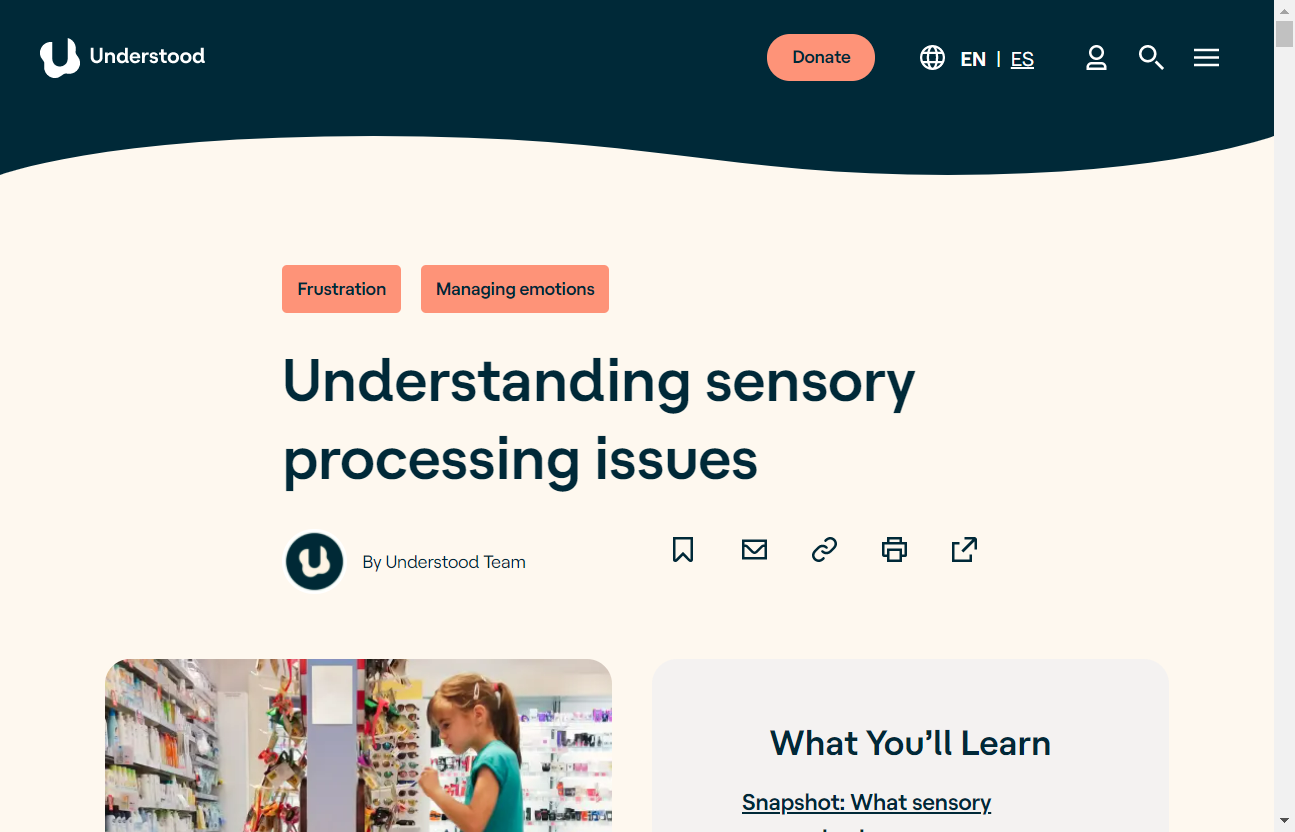 Understood
Donate
EN | ES
Frustration
Managing emotions
Understanding sensory
processing issues
By Understood Team
What You’ll Learn
Snapshot: What sensory